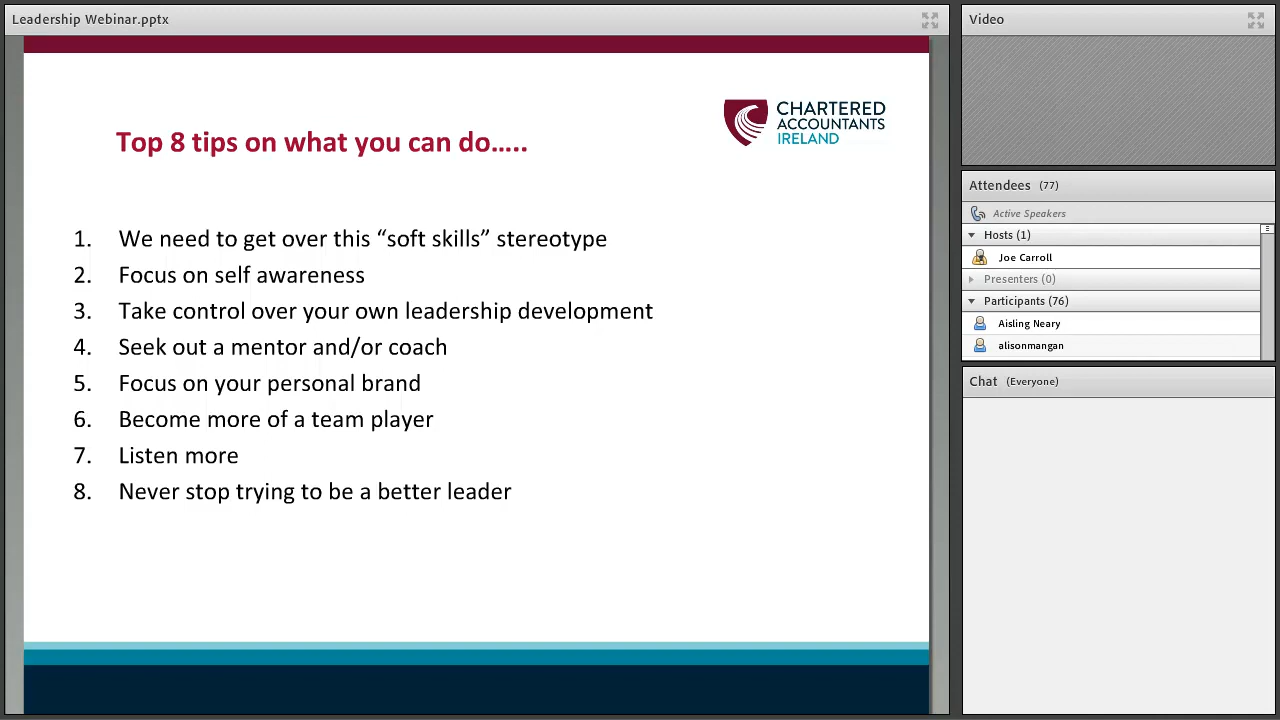 Leadership Webinar.pptx
Top 8 tips on what you can do…..
CHARTERED
ACCOUNTANTS
IRELAND
1. We need to get over this “soft skills” stereotype
2. Focus on self awareness
3. Take control over your own leadership development
4. Seek out a mentor and/or coach
5. Focus on your personal brand
6. Become more of a team player
7. Listen more
8. Never stop trying to be a better leader
Video
Attendees (77)
Active Speakers
Hosts (1)
Joe Carroll
Presenters (0)
Participants (76)
Aisling Neary
alisonmangan
Chat (Everyone)